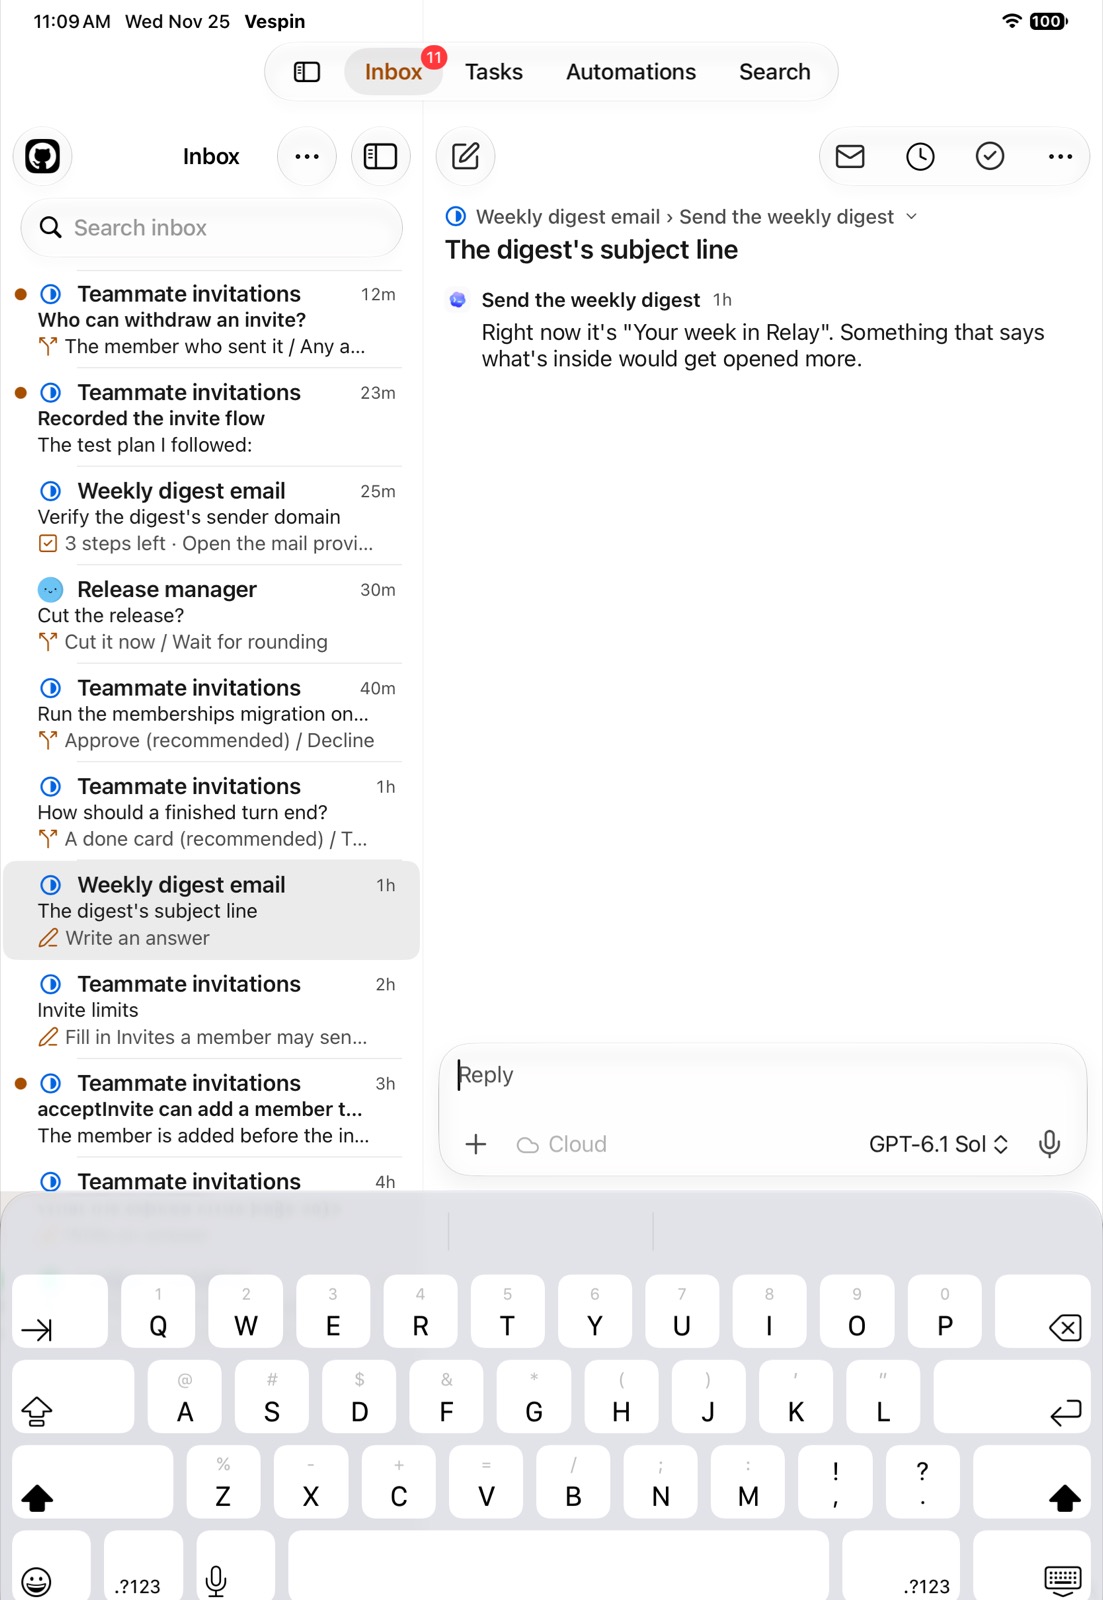 11:09 AM Wed Nov 25 Vespin
100
Inbox 11 Tasks Automations Search
Inbox
Search inbox
Teammate invitations 12m
Who can withdraw an invite?
The member who sent it / Any a...
Teammate invitations 23m
Recorded the invite flow
The test plan I followed:
Weekly digest email 25m
Verify the digest's sender domain
3 steps left · Open the mail provi...
Release manager 30m
Cut the release?
Cut it now / Wait for rounding
Teammate invitations 40m
Run the memberships migration on...
Approve (recommended) / Decline
Teammate invitations 1h
How should a finished turn end?
A done card (recommended) / T...
Weekly digest email 1h
The digest's subject line
Write an answer
Teammate invitations 2h
Invite limits
Fill in Invites a member may sen...
Teammate invitations 3h
acceptInvite can add a member t...
The member is added before the in...
Teammate invitations 4h
Weekly digest email › Send the weekly digest
The digest's subject line
Send the weekly digest 1h
Right now it's "Your week in Relay". Something that says
what's inside would get opened more.
Reply
Cloud GPT-6.1 Sol
1 2 3 4 5 6 7 8 9 0
Q W E R T Y U I O P
@ # $ & * ( ) ' "
A S D F G H J K L
% - + = / ; : ! ?
Z X C V B N M , .
.?123 .?123